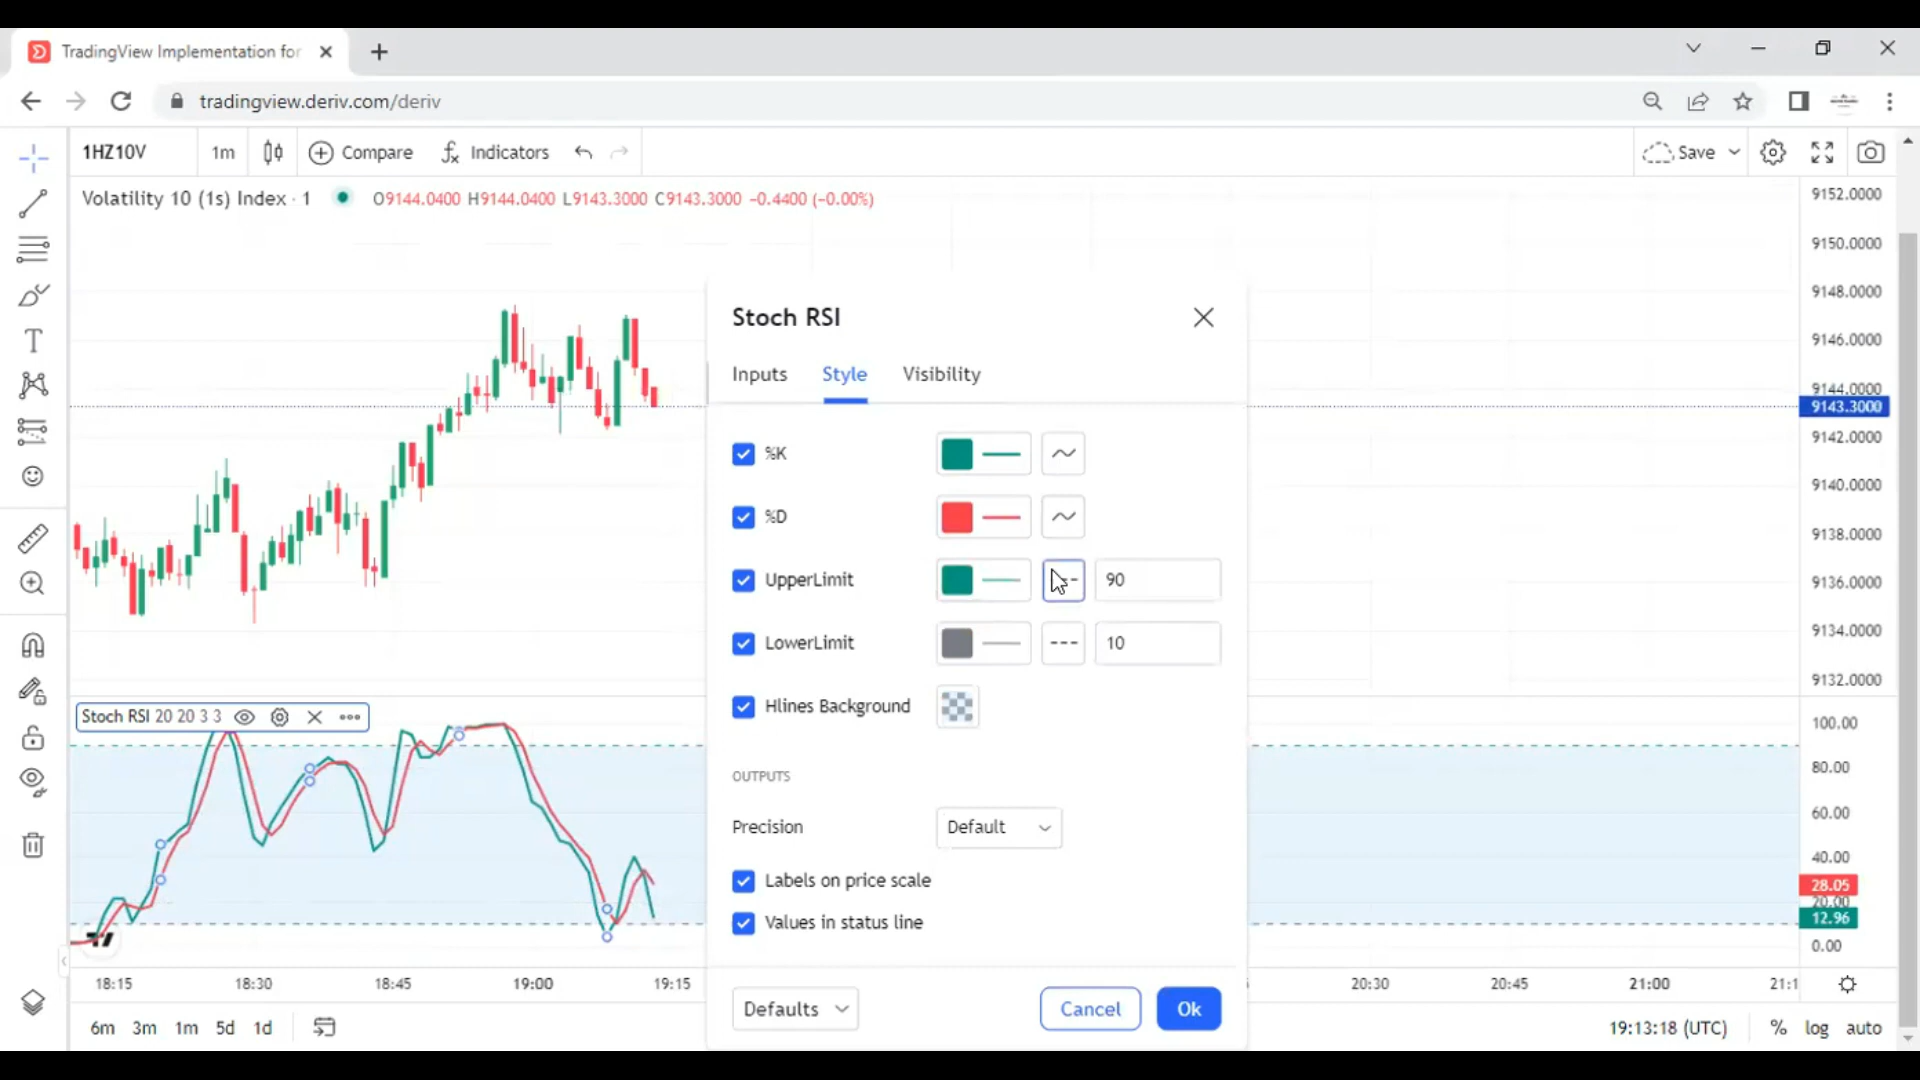 TradingView Implementation for
tradingview.deriv.com/deriv
1HZ10V 1m Compare Indicators Save
Volatility 10 (1s) Index · 1 O9144.0400 H9144.0400 L9143.3000 C9143.3000 −0.4400 (−0.00%)
9152.0000
9150.0000
9148.0000
9146.0000
9144.0000
9143.3000
9142.0000
9140.0000
9138.0000
9136.0000
9134.0000
9132.0000
Stoch RSI
Inputs Style Visibility
%K
%D
UpperLimit 90
LowerLimit 10
Hlines Background
OUTPUTS
Precision Default
Labels on price scale
Values in status line
Defaults Cancel Ok
Stoch RSI 20 20 3 3
100.00
80.00
60.00
40.00
28.05
20.00
12.96
0.00
18:15 18:30 18:45 19:00 19:15 20:30 20:45 21:00 21:1
6m 3m 1m 5d 1d 19:13:18 (UTC) % log auto